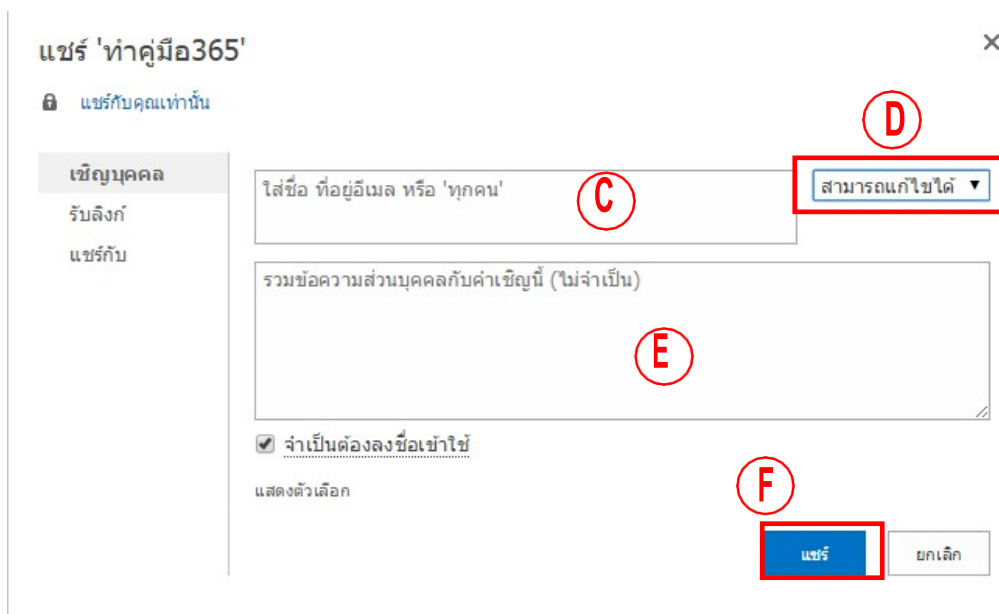 แชร์ 'ทำคู่มือ365'
×
แชร์กับคุณเท่านั้น
D
เชิญบุคคล
ใส่ชื่อ ที่อยู่อีเมล หรือ 'ทุกคน'
C
สามารถแก้ไขได้ ▼
รับลิงก์
แชร์กับ
รวมข้อความส่วนบุคคลกับคำเชิญนี้ (ไม่จำเป็น)
E
จำเป็นต้องลงชื่อเข้าใช้
แสดงตัวเลือก
F
แชร์
ยกเลิก